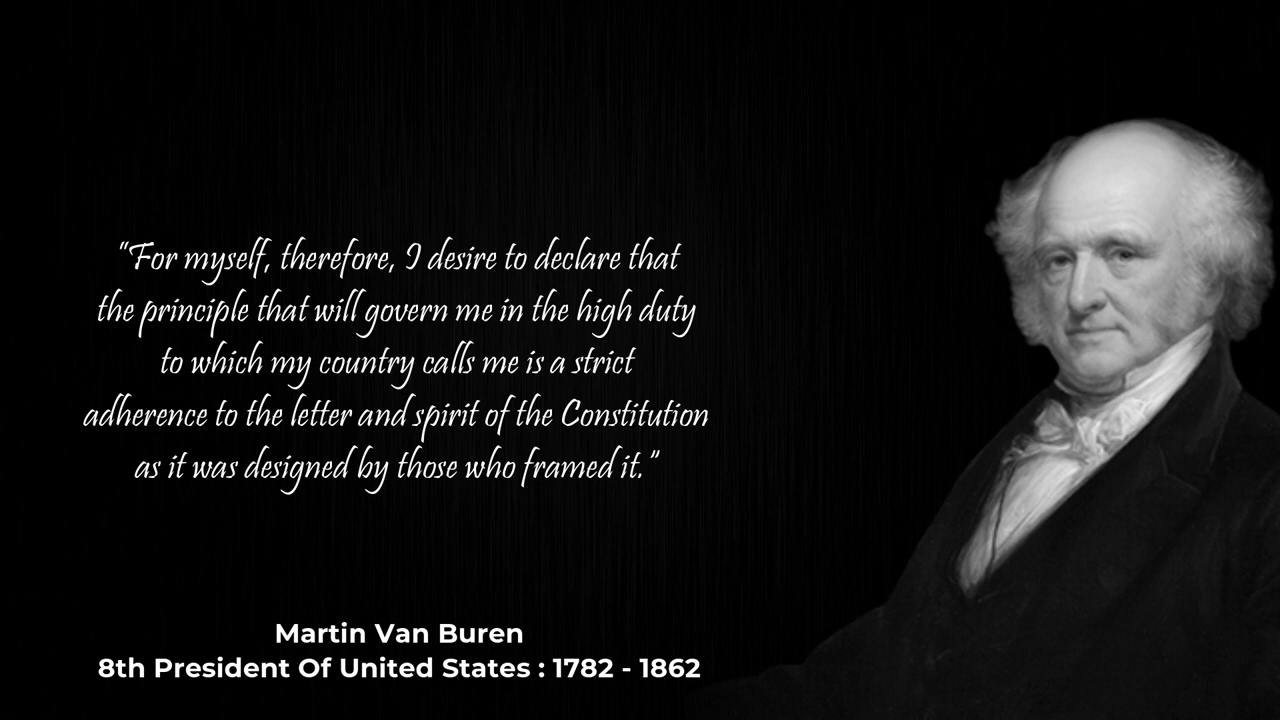 "For myself, therefore, I desire to declare that
the principle that will govern me in the high duty
to which my country calls me is a strict
adherence to the letter and spirit of the Constitution
as it was designed by those who framed it."
Martin Van Buren
8th President Of United States : 1782 - 1862